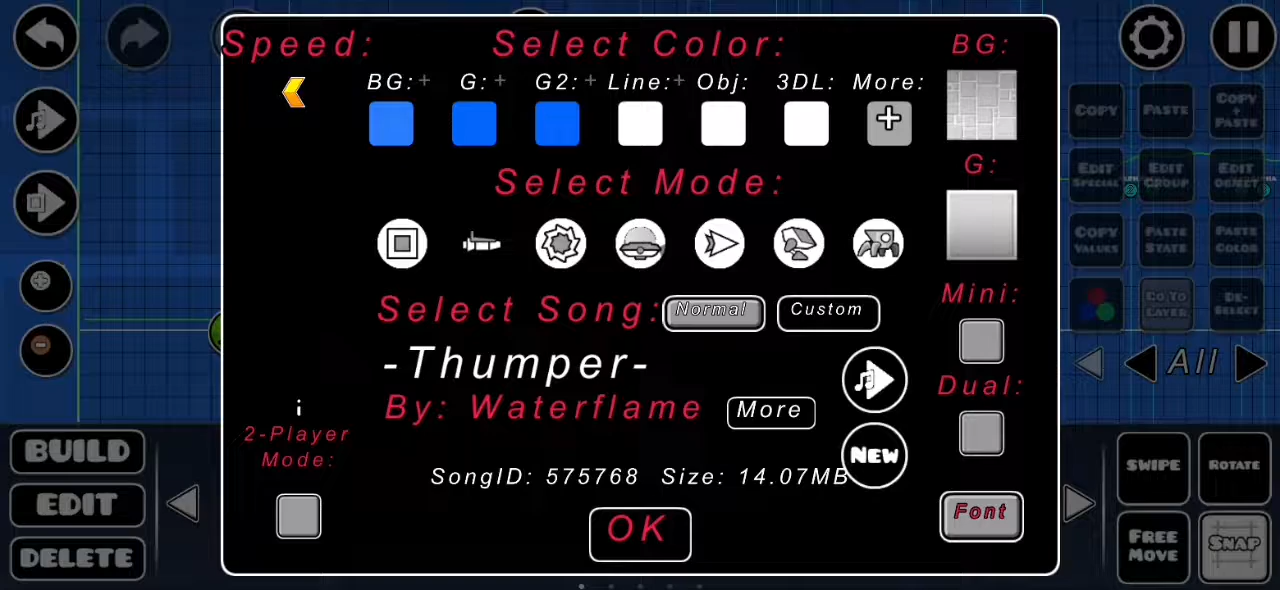 Speed:
Select Color:
BG:
BG:+ G:+ G2:+ Line:+ Obj: 3DL: More:
G:
Select Mode:
Mini:
Select Song: Normal Custom
-Thumper-
Dual:
By: Waterflame More
i
2-Player
Mode:
NEW
SongID: 575768 Size: 14.07MB
Font
OK
COPY PASTE COPY
+
PASTE
EDIT
SPECIAL
EDIT
GROUP
EDIT
OBJECT
COPY
VALUES
PASTE
STATE
PASTE
COLOR
GO TO
LAYER
DE-
SELECT
All
BUILD
EDIT
DELETE
SWIPE ROTATE
FREE
MOVE
SNAP